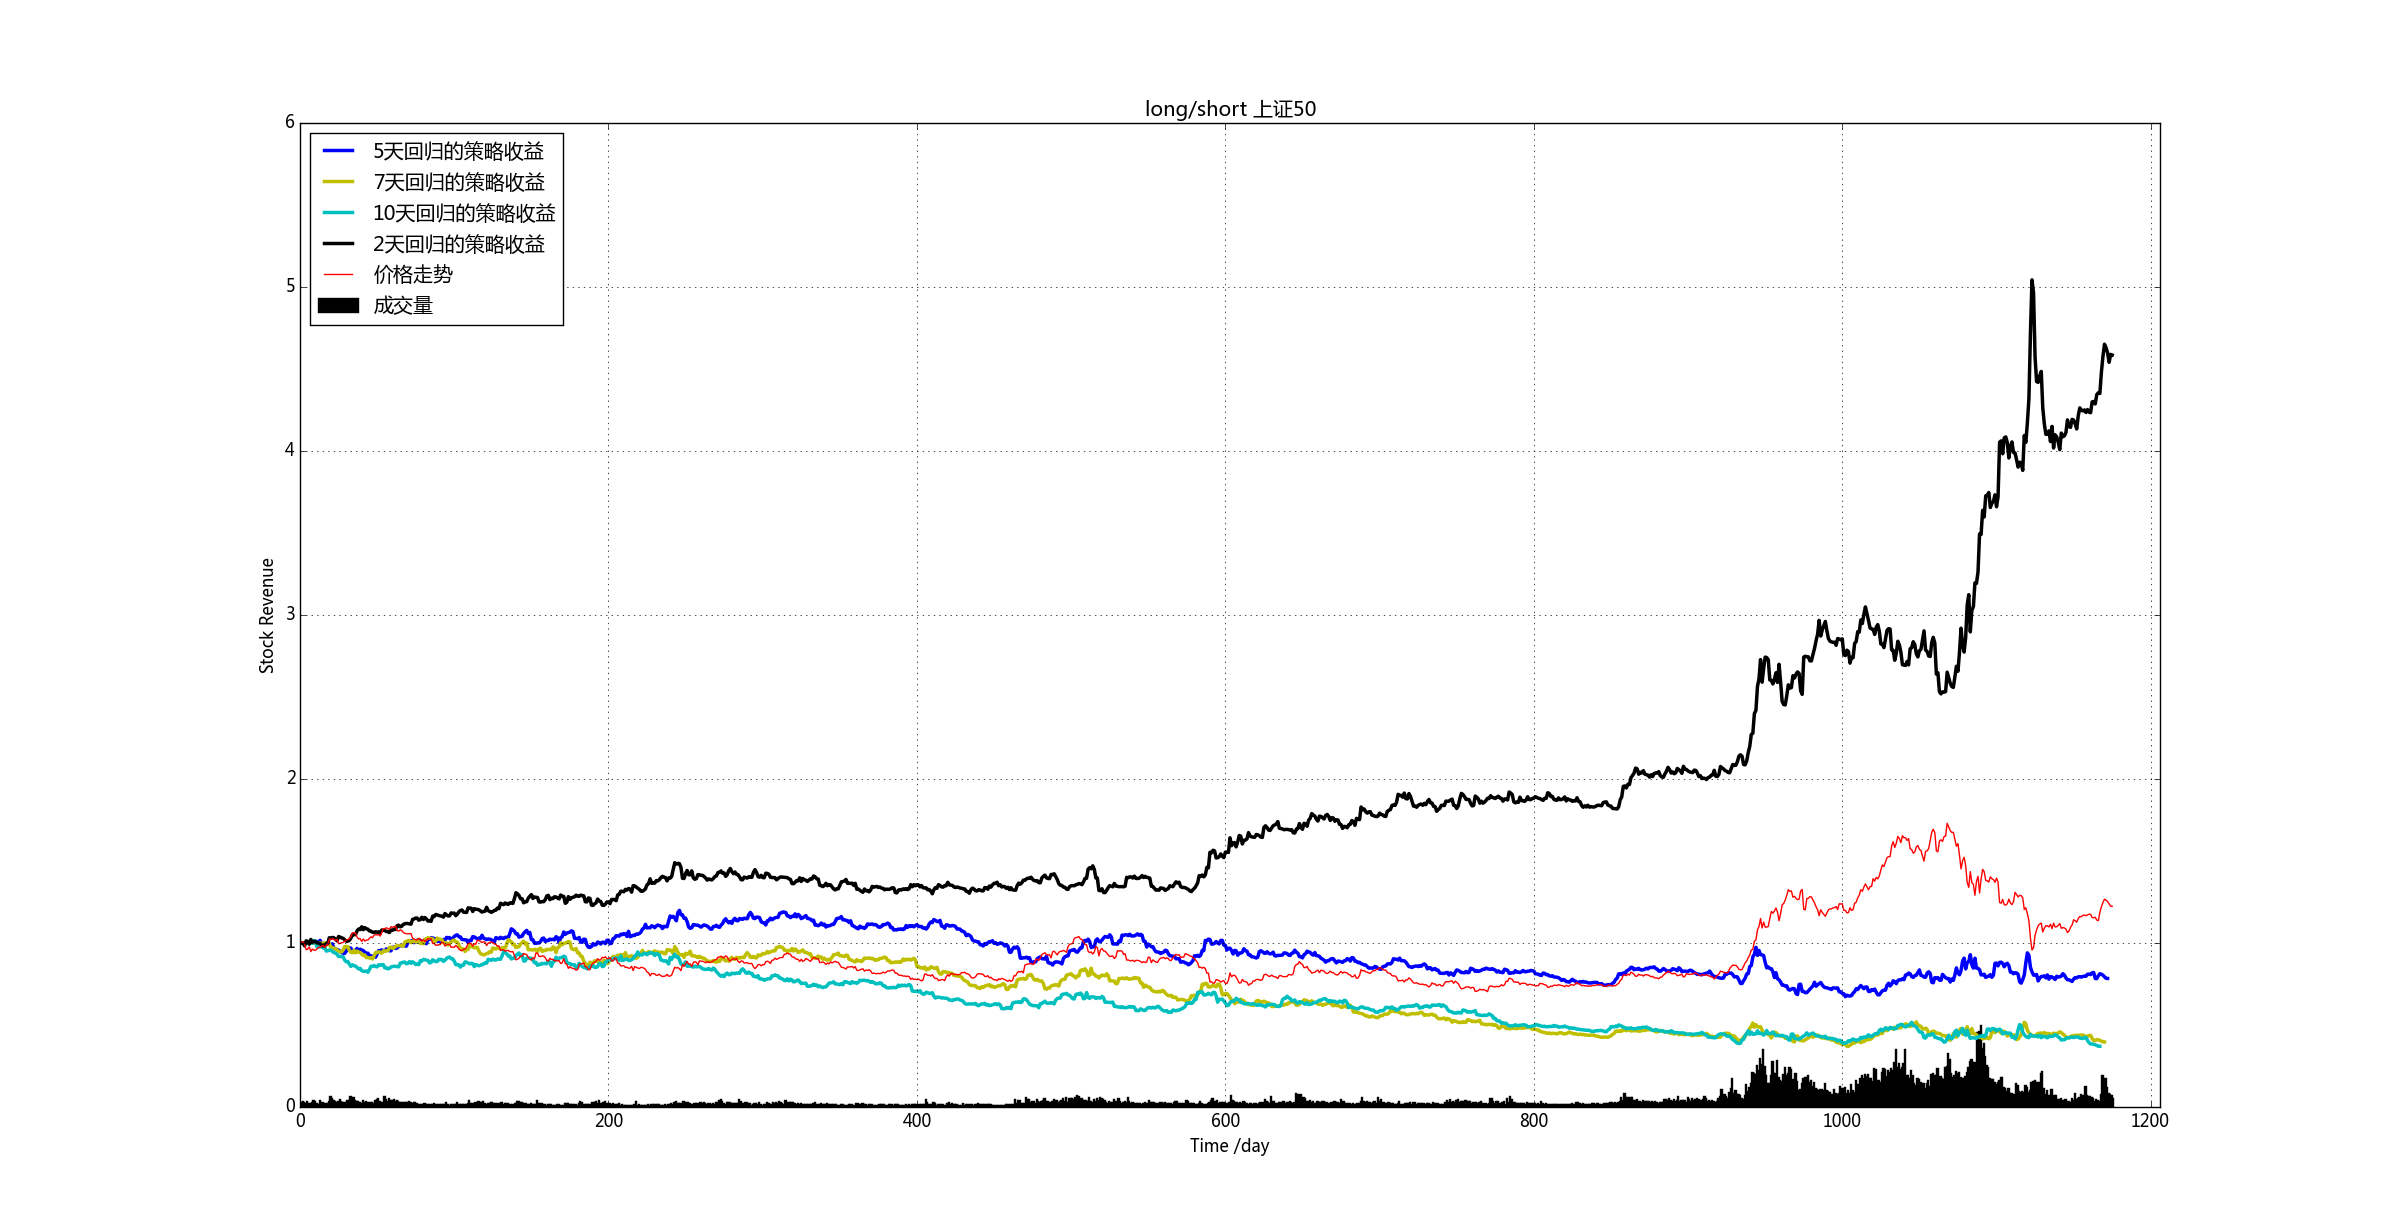 long/short 上证50
6
5天回归的策略收益
7天回归的策略收益
10天回归的策略收益
2天回归的策略收益
价格走势
成交量
5
4
3
2
1
0
Stock Revenue
0 200 400 600 800 1000 1200
Time /day